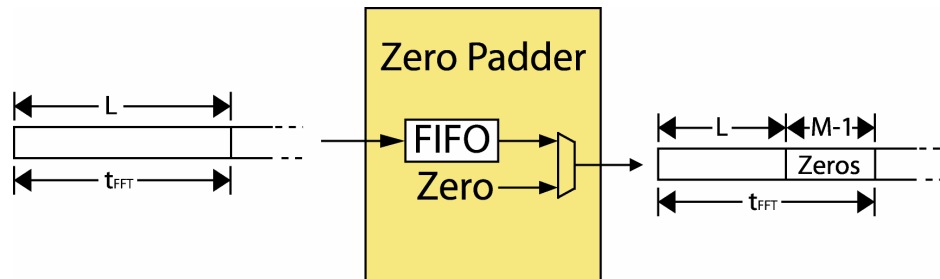 Zero Padder
L
tFFT
FIFO
Zero
L M-1
Zeros
tFFT